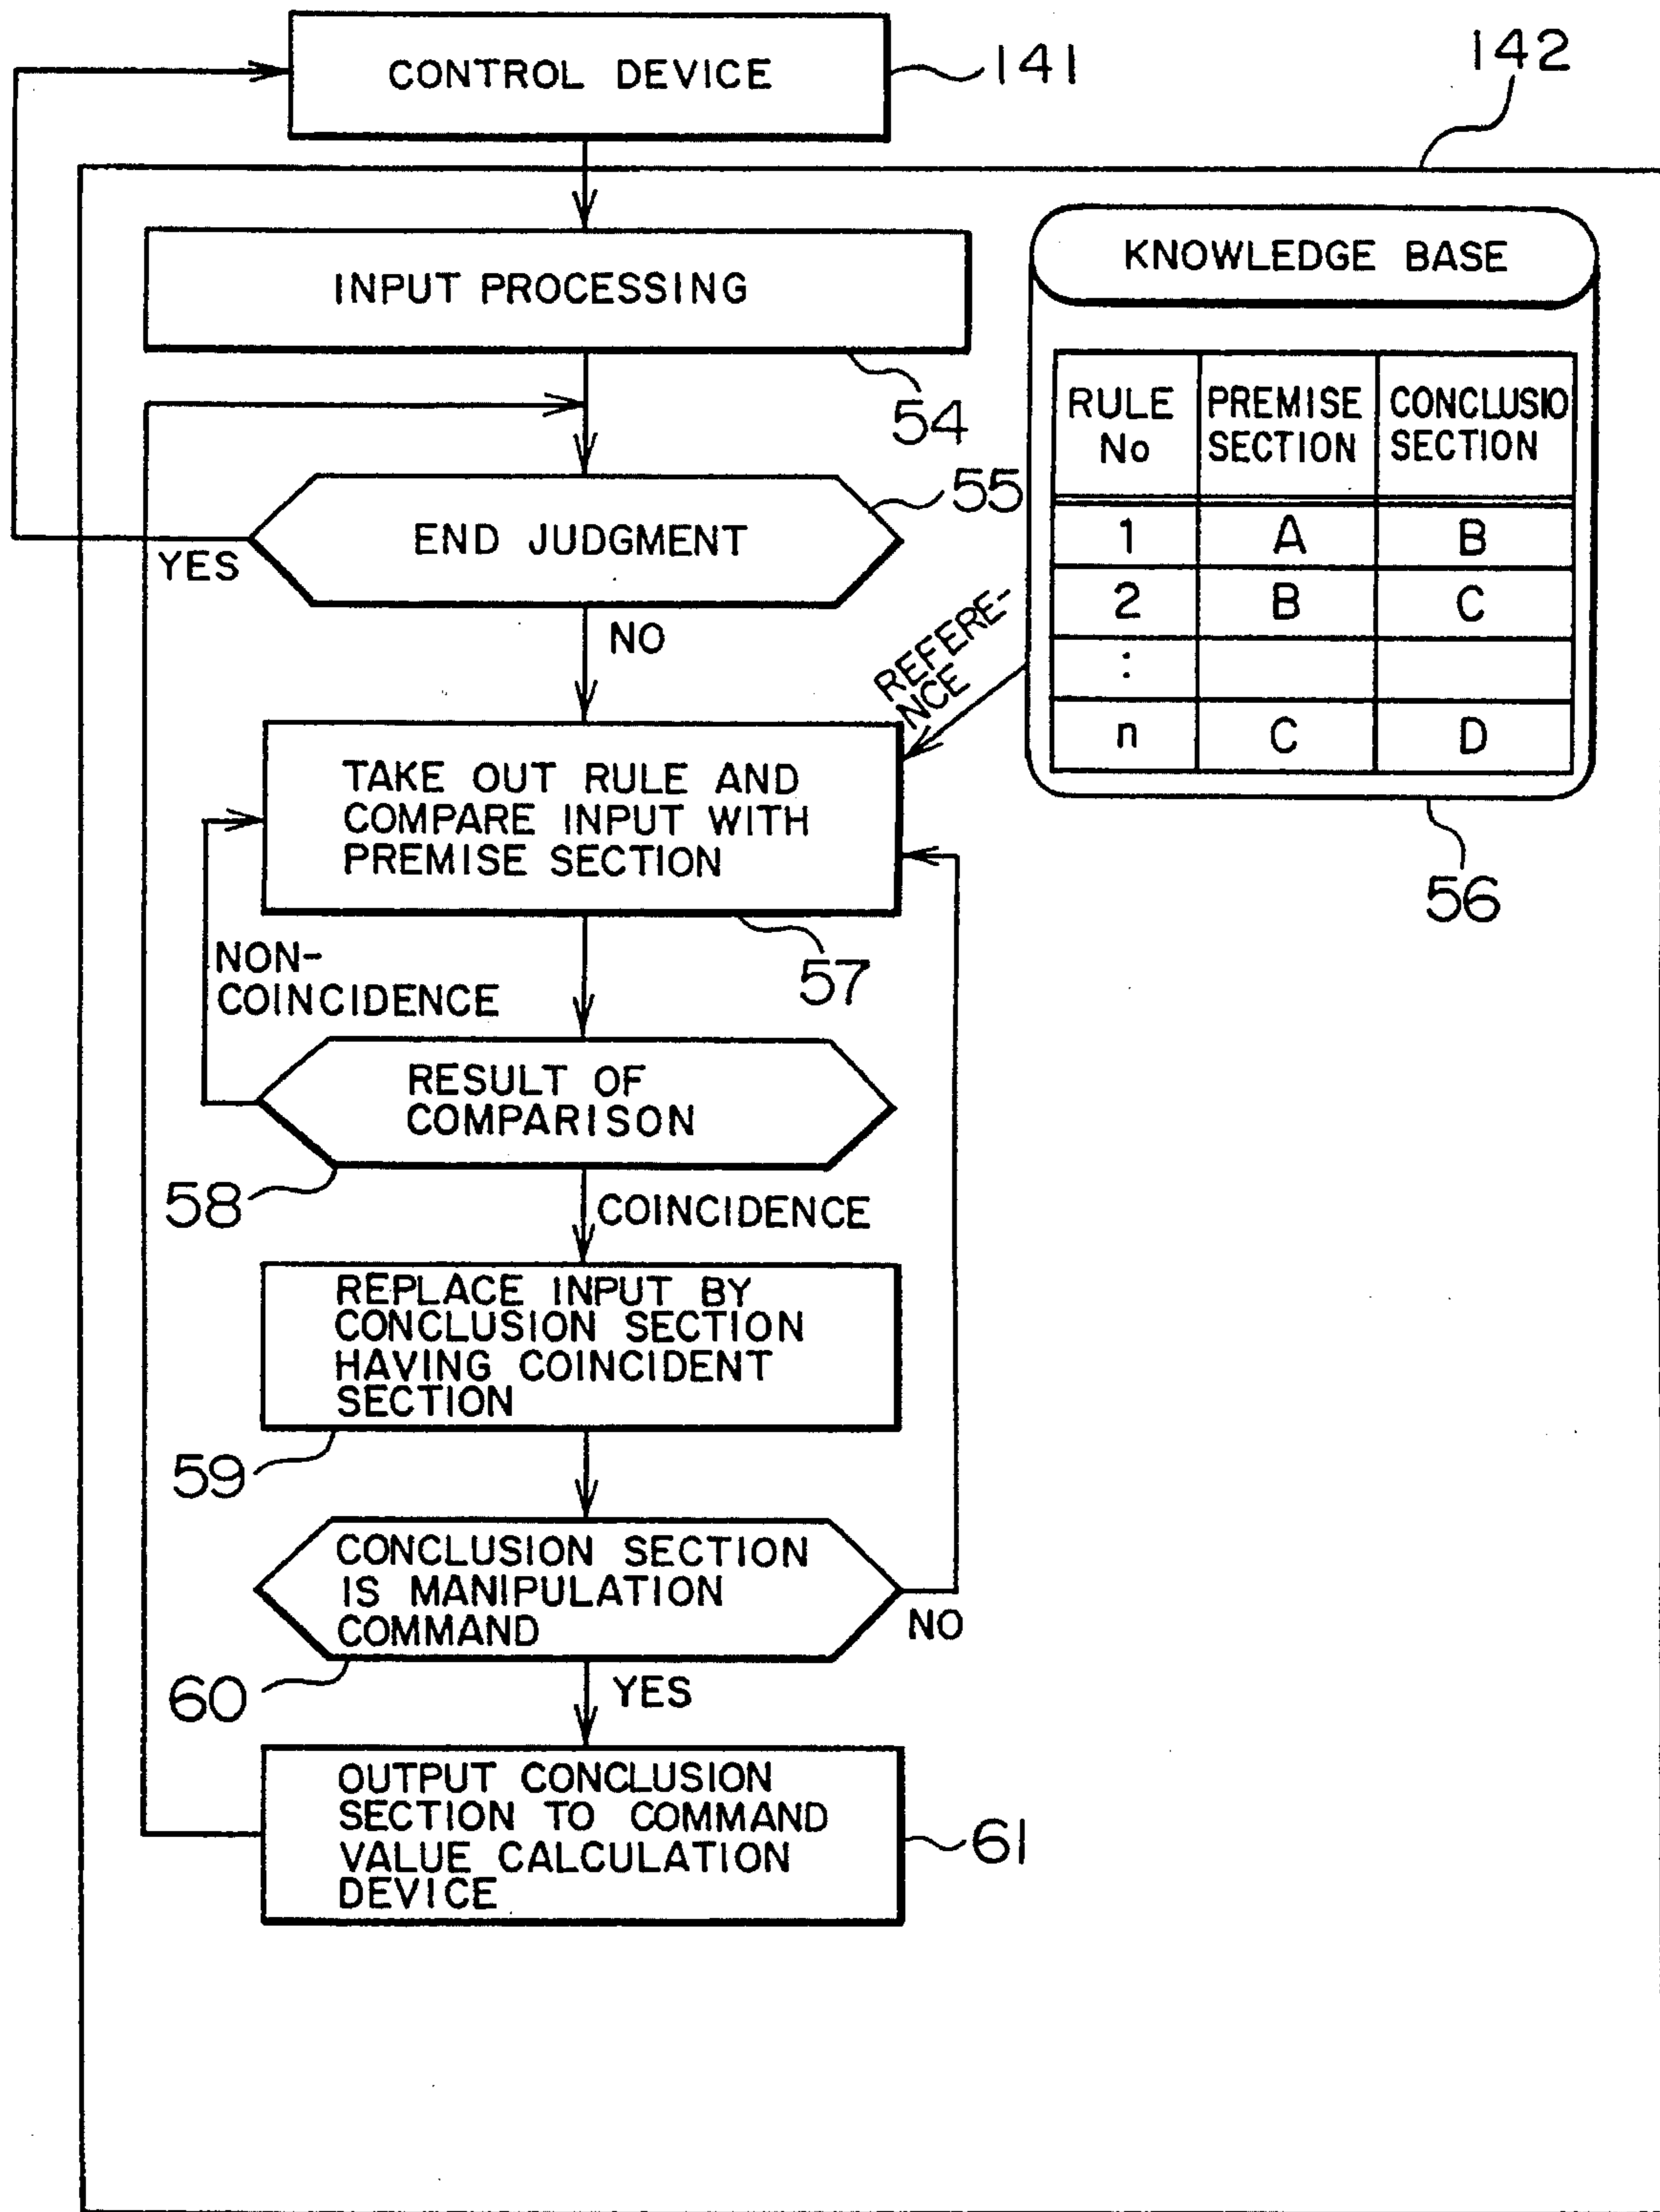 CONTROL DEVICE
141
142
INPUT PROCESSING
54
KNOWLEDGE BASE
RULE No
PREMISE SECTION
CONCLUSIO SECTION
1 A B
2 B C
:
n C D
56
END JUDGMENT
55
YES
NO
REFERE-
NCE
TAKE OUT RULE AND
COMPARE INPUT WITH
PREMISE SECTION
57
NON-
COINCIDENCE
RESULT OF
COMPARISON
58
COINCIDENCE
REPLACE INPUT BY
CONCLUSION SECTION
HAVING COINCIDENT
SECTION
59
CONCLUSION SECTION
IS MANIPULATION
COMMAND
NO
60
YES
OUTPUT CONCLUSION
SECTION TO COMMAND
VALUE CALCULATION
DEVICE
61